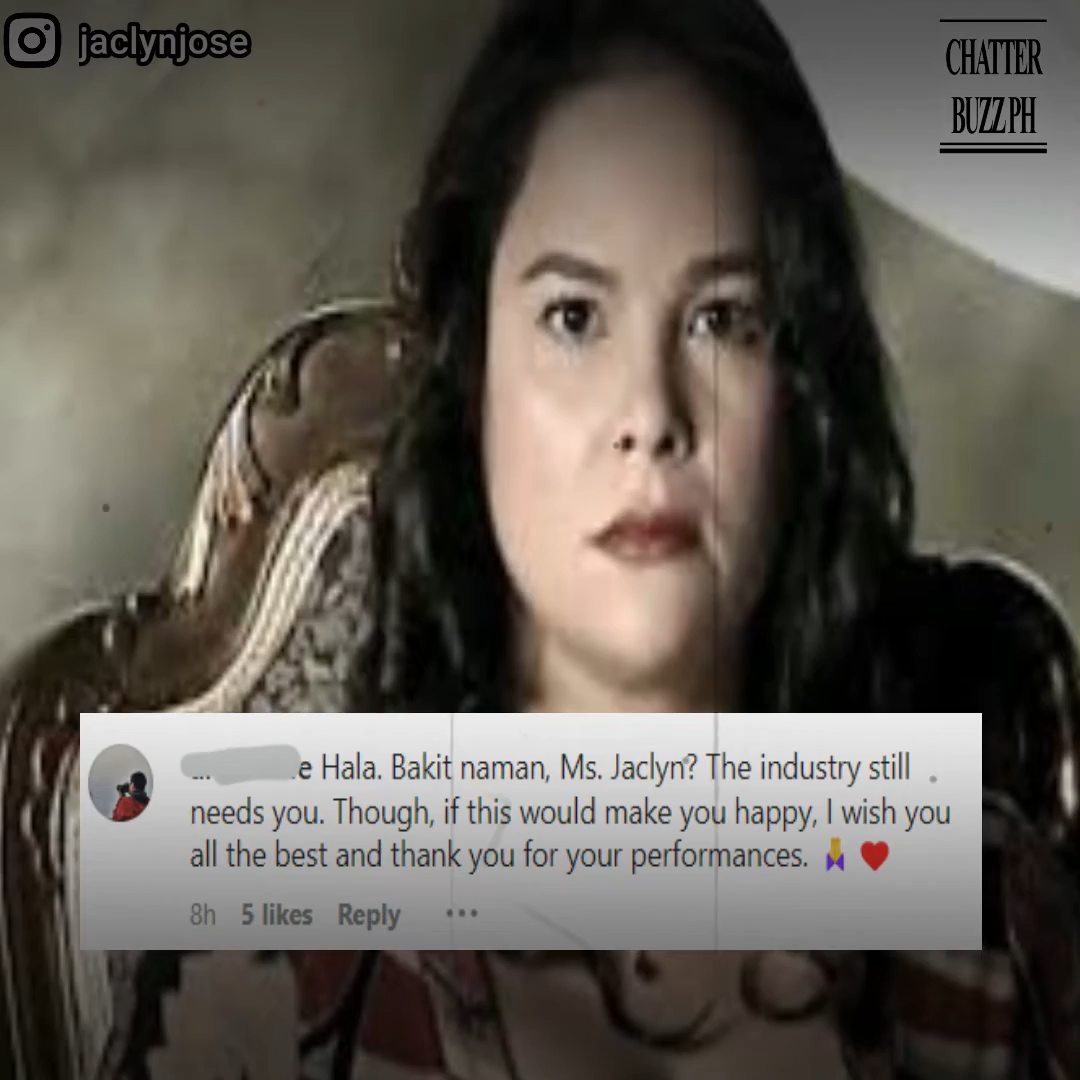 jaclynjose
CHATTER
BUZZ PH
Hala. Bakit naman, Ms. Jaclyn? The industry still
needs you. Though, if this would make you happy, I wish you
all the best and thank you for your performances. 🙏 ❤️
8h 5 likes Reply •••